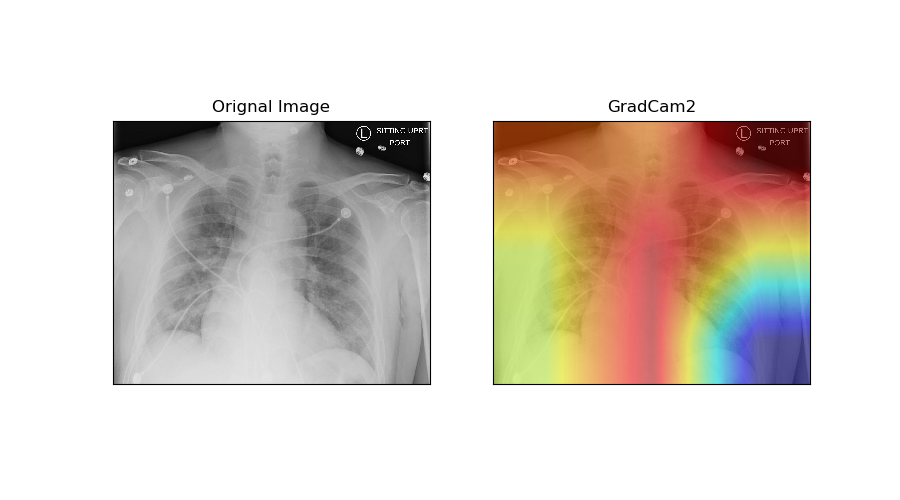 Orignal Image
GradCam2
L SITTING UPRT
PORT
L SITTING UPRT
PORT